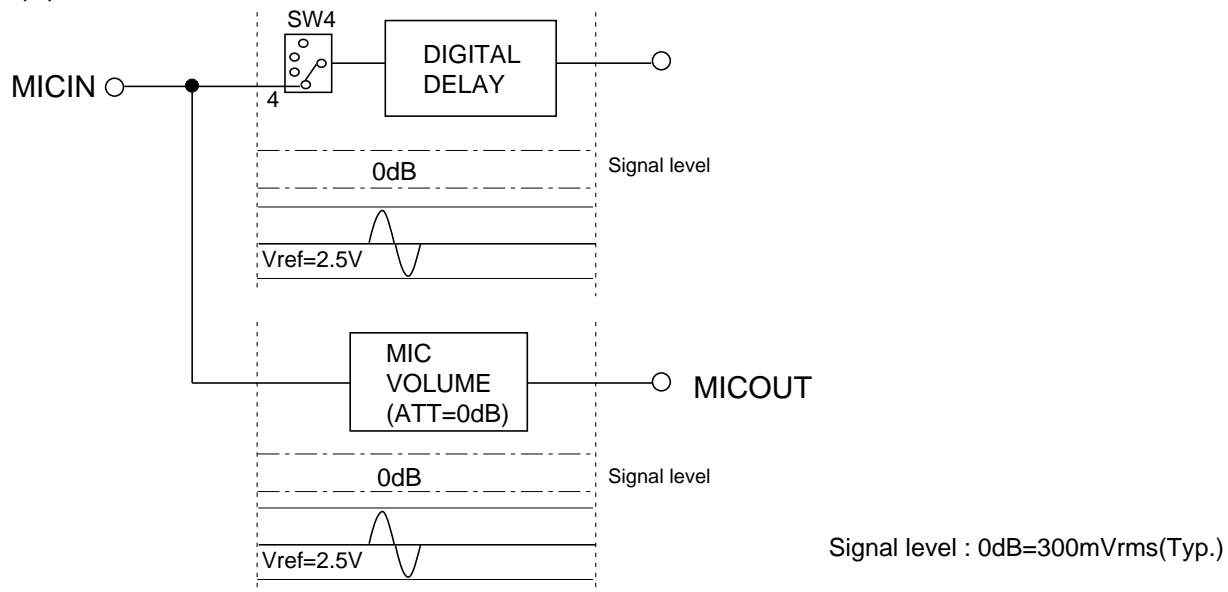 SW4
DIGITAL
DELAY
MICIN
4
0dB
Signal level
Vref=2.5V
MIC
VOLUME
(ATT=0dB)
MICOUT
0dB
Signal level
Vref=2.5V
Signal level : 0dB=300mVrms(Typ.)